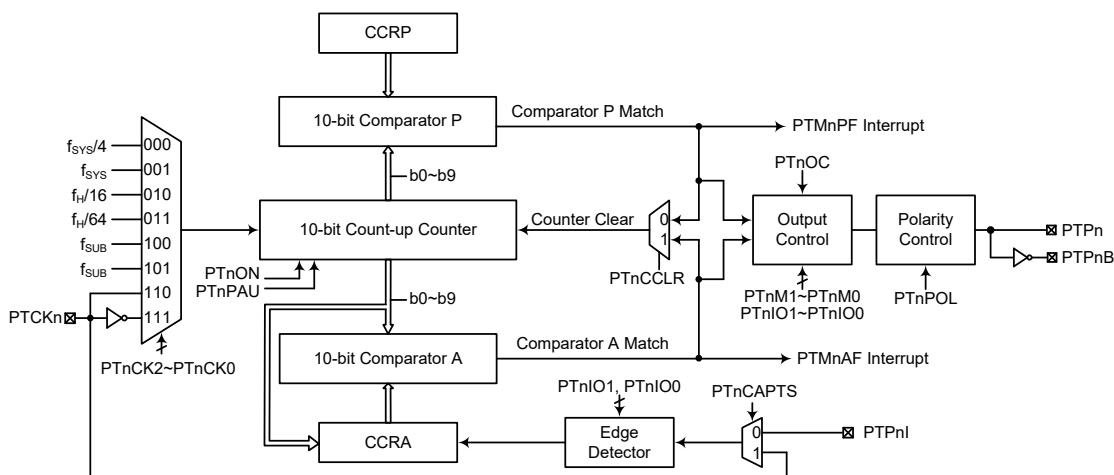 CCRP
10-bit Comparator P
Comparator P Match
PTMnPF Interrupt
b0~b9
fSYS/4
000
fSYS
001
fH/16
010
fH/64
011
fSUB
100
fSUB
101
110
111
PTCKn
PTnCK2~PTnCK0
10-bit Count-up Counter
Counter Clear
0
1
PTnCCLR
PTnOC
Output
Control
PTnM1~PTnM0
PTnIO1~PTnIO0
Polarity
Control
PTnPOL
PTPn
PTPnB
PTnON
PTnPAU
b0~b9
10-bit Comparator A
Comparator A Match
PTMnAF Interrupt
CCRA
PTnIO1, PTnIO0
Edge
Detector
PTnCAPTS
0
1
PTPnI